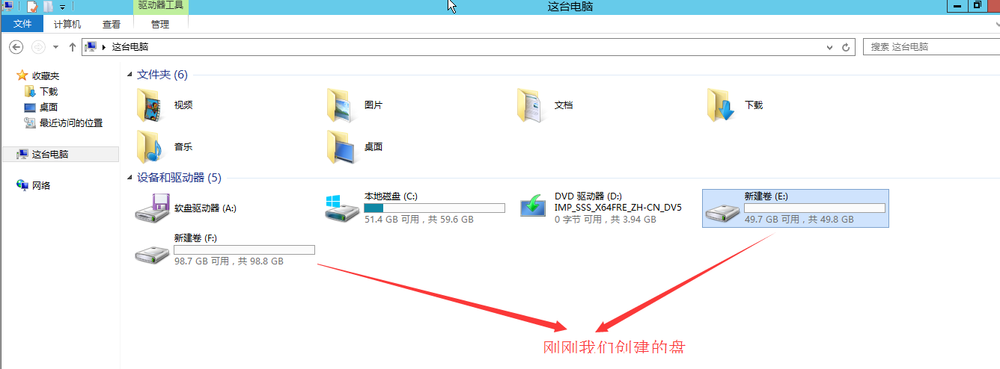 驱动器工具
这台电脑
文件 计算机 查看 管理
这台电脑
搜索 这台电脑
收藏夹
下载
桌面
最近访问的位置
这台电脑
网络
文件夹 (6)
视频
图片
文档
下载
音乐
桌面
设备和驱动器 (5)
软盘驱动器 (A:)
本地磁盘 (C:)
51.4 GB 可用，共 59.6 GB
DVD 驱动器 (D:)
IMP_SSS_X64FRE_ZH-CN_DV5
0 字节 可用，共 3.94 GB
新建卷 (E:)
49.7 GB 可用，共 49.8 GB
新建卷 (F:)
98.7 GB 可用，共 98.8 GB
刚刚我们创建的盘